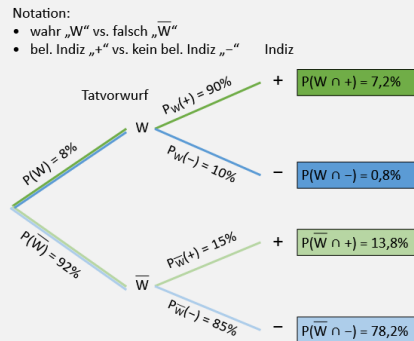 Notation:
• wahr „W“ vs. falsch „W̅“
• bel. Indiz „+“ vs. kein bel. Indiz „−“ Indiz
Tatvorwurf
P(W) = 8%
W
P_W(+) = 90%
+ P(W ∩ +) = 7,2%
P_W(−) = 10%
− P(W ∩ −) = 0,8%
P(W̅) = 92%
W̅
P_W̅(+) = 15%
+ P(W̅ ∩ +) = 13,8%
P_W̅(−) = 85%
− P(W̅ ∩ −) = 78,2%